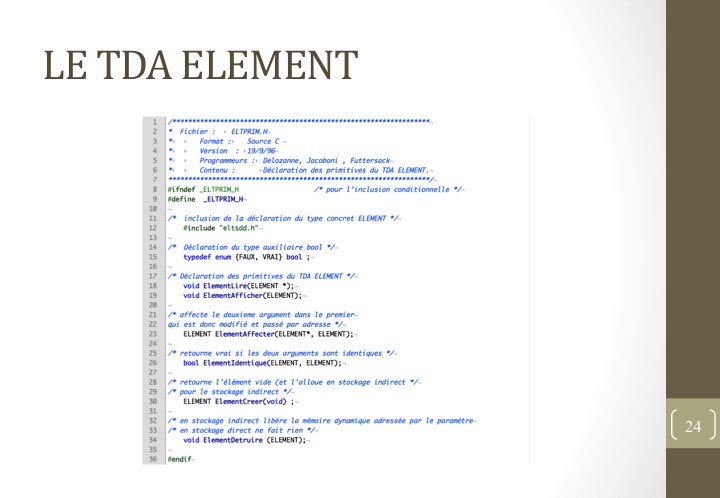 LE TDA ELEMENT
1 /*****************************************************************
2 * Fichier : ELTPRIM.H
3 * Format : Source C
4 * Version : 19/9/96
5 * Programmeurs : Delozanne, Jacoboni , Futtersack
6 * Contenu : Déclaration des primitives du TDA ELEMENT.
7 ******************************************************************/
8 #ifndef _ELTPRIM_H /* pour l'inclusion conditionnelle */
9 #define _ELTPRIM_H
10
11 /* inclusion de la déclaration du type concret ELEMENT */
12 #include "eltsdd.h"
13
14 /* Déclaration du type auxiliaire bool */
15 typedef enum {FAUX, VRAI} bool ;
16
17 /* Déclaration des primitives du TDA ELEMENT */
18 void ElementLire(ELEMENT *);
19 void ElementAfficher(ELEMENT);
20
21 /* affecte le deuxieme argument dans le premier
22 qui est donc modifié et passé par adresse */
23 ELEMENT ElementAffecter(ELEMENT*, ELEMENT);
24
25 /* retourne vrai si les deux arguments sont identiques */
26 bool ElementIdentique(ELEMENT, ELEMENT);
27
28 /* retourne l'élément vide (et l'alloue en stockage indirect */
29 /* pour le stockage indirect */
30 ELEMENT ElementCreer(void) ;
31
32 /* en stockage indirect libére la mémoire dynamique adressée par le paramètre
33 /* en stockage direct ne fait rien */
34 void ElementDetruire (ELEMENT);
35
36 #endif
24